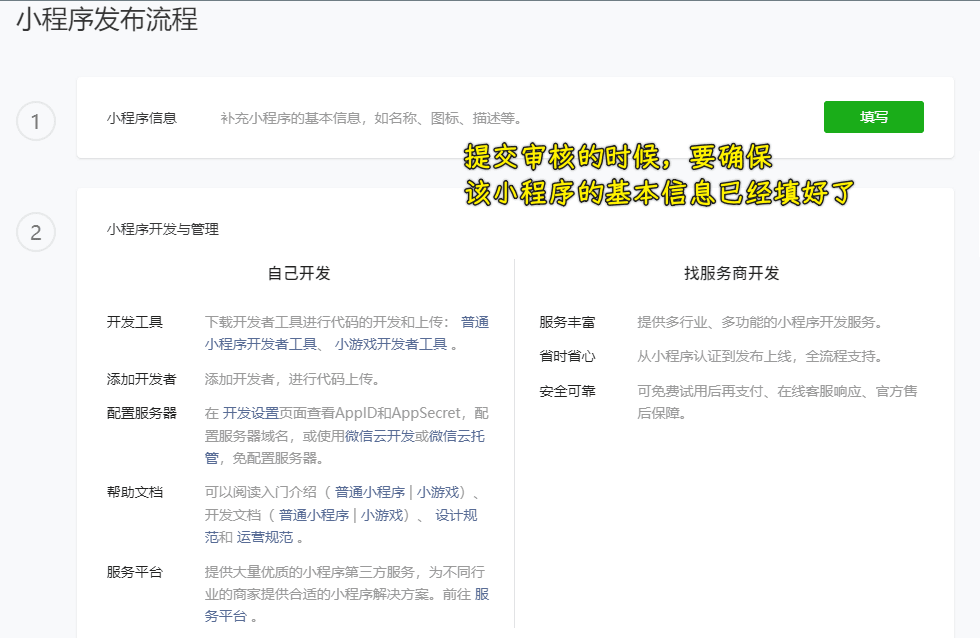 小程序发布流程
1
小程序信息
补充小程序的基本信息，如名称、图标、描述等。
填写
提交审核的时候，要确保
该小程序的基本信息已经填好了
2
小程序开发与管理
自己开发
开发工具
下载开发者工具进行代码的开发和上传： 普通
小程序开发者工具、 小游戏开发者工具 。
添加开发者
添加开发者，进行代码上传。
配置服务器
在 开发设置页面查看AppID和AppSecret，配
置服务器域名，或使用微信云开发或微信云托
管，免配置服务器。
帮助文档
可以阅读入门介绍（ 普通小程序 | 小游戏）、
开发文档（ 普通小程序 | 小游戏）、 设计规
范和 运营规范 。
服务平台
提供大量优质的小程序第三方服务，为不同行
业的商家提供合适的小程序解决方案。前往 服
务平台 。
找服务商开发
服务丰富
提供多行业、多功能的小程序开发服务。
省时省心
从小程序认证到发布上线，全流程支持。
安全可靠
可免费试用后再支付、在线客服响应、官方售
后保障。